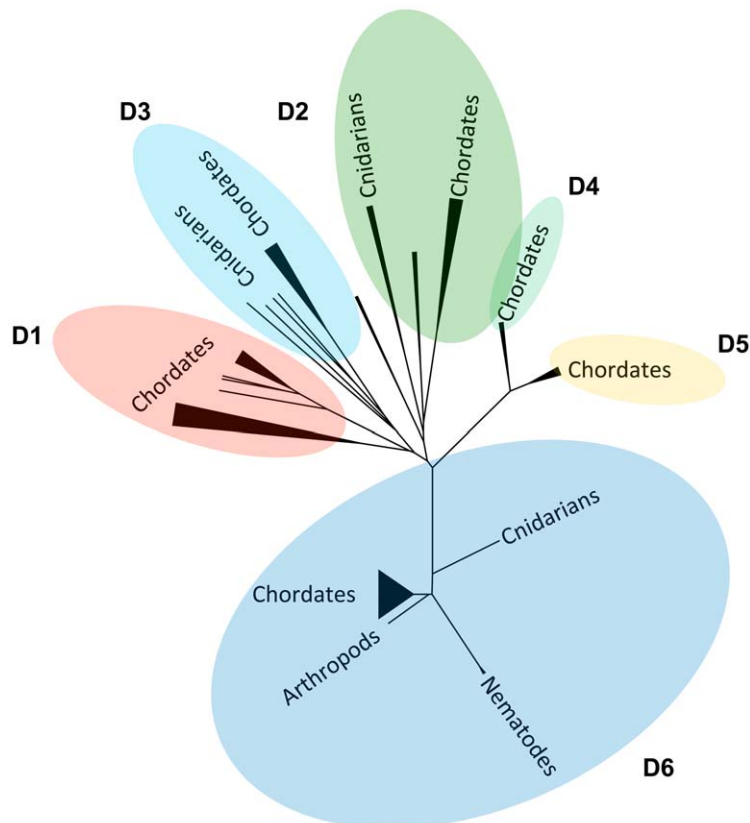 D3
D2
D4
D1
D5
D6
Chordates
Cnidarians
Cnidarians
Chordates
Chordates
Chordates
Chordates
Cnidarians
Chordates
Arthropods
Nematodes